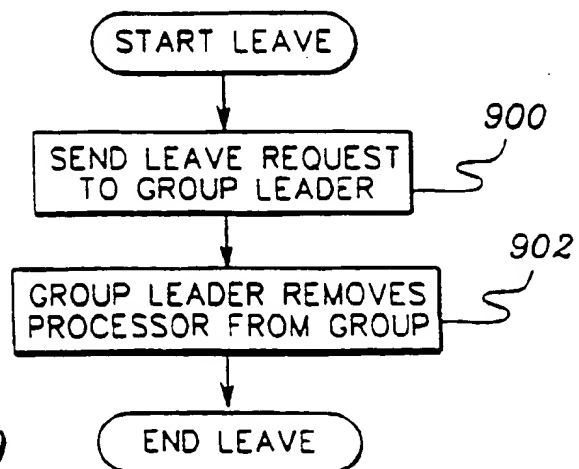 START LEAVE
900
SEND LEAVE REQUEST
TO GROUP LEADER
902
GROUP LEADER REMOVES
PROCESSOR FROM GROUP
END LEAVE